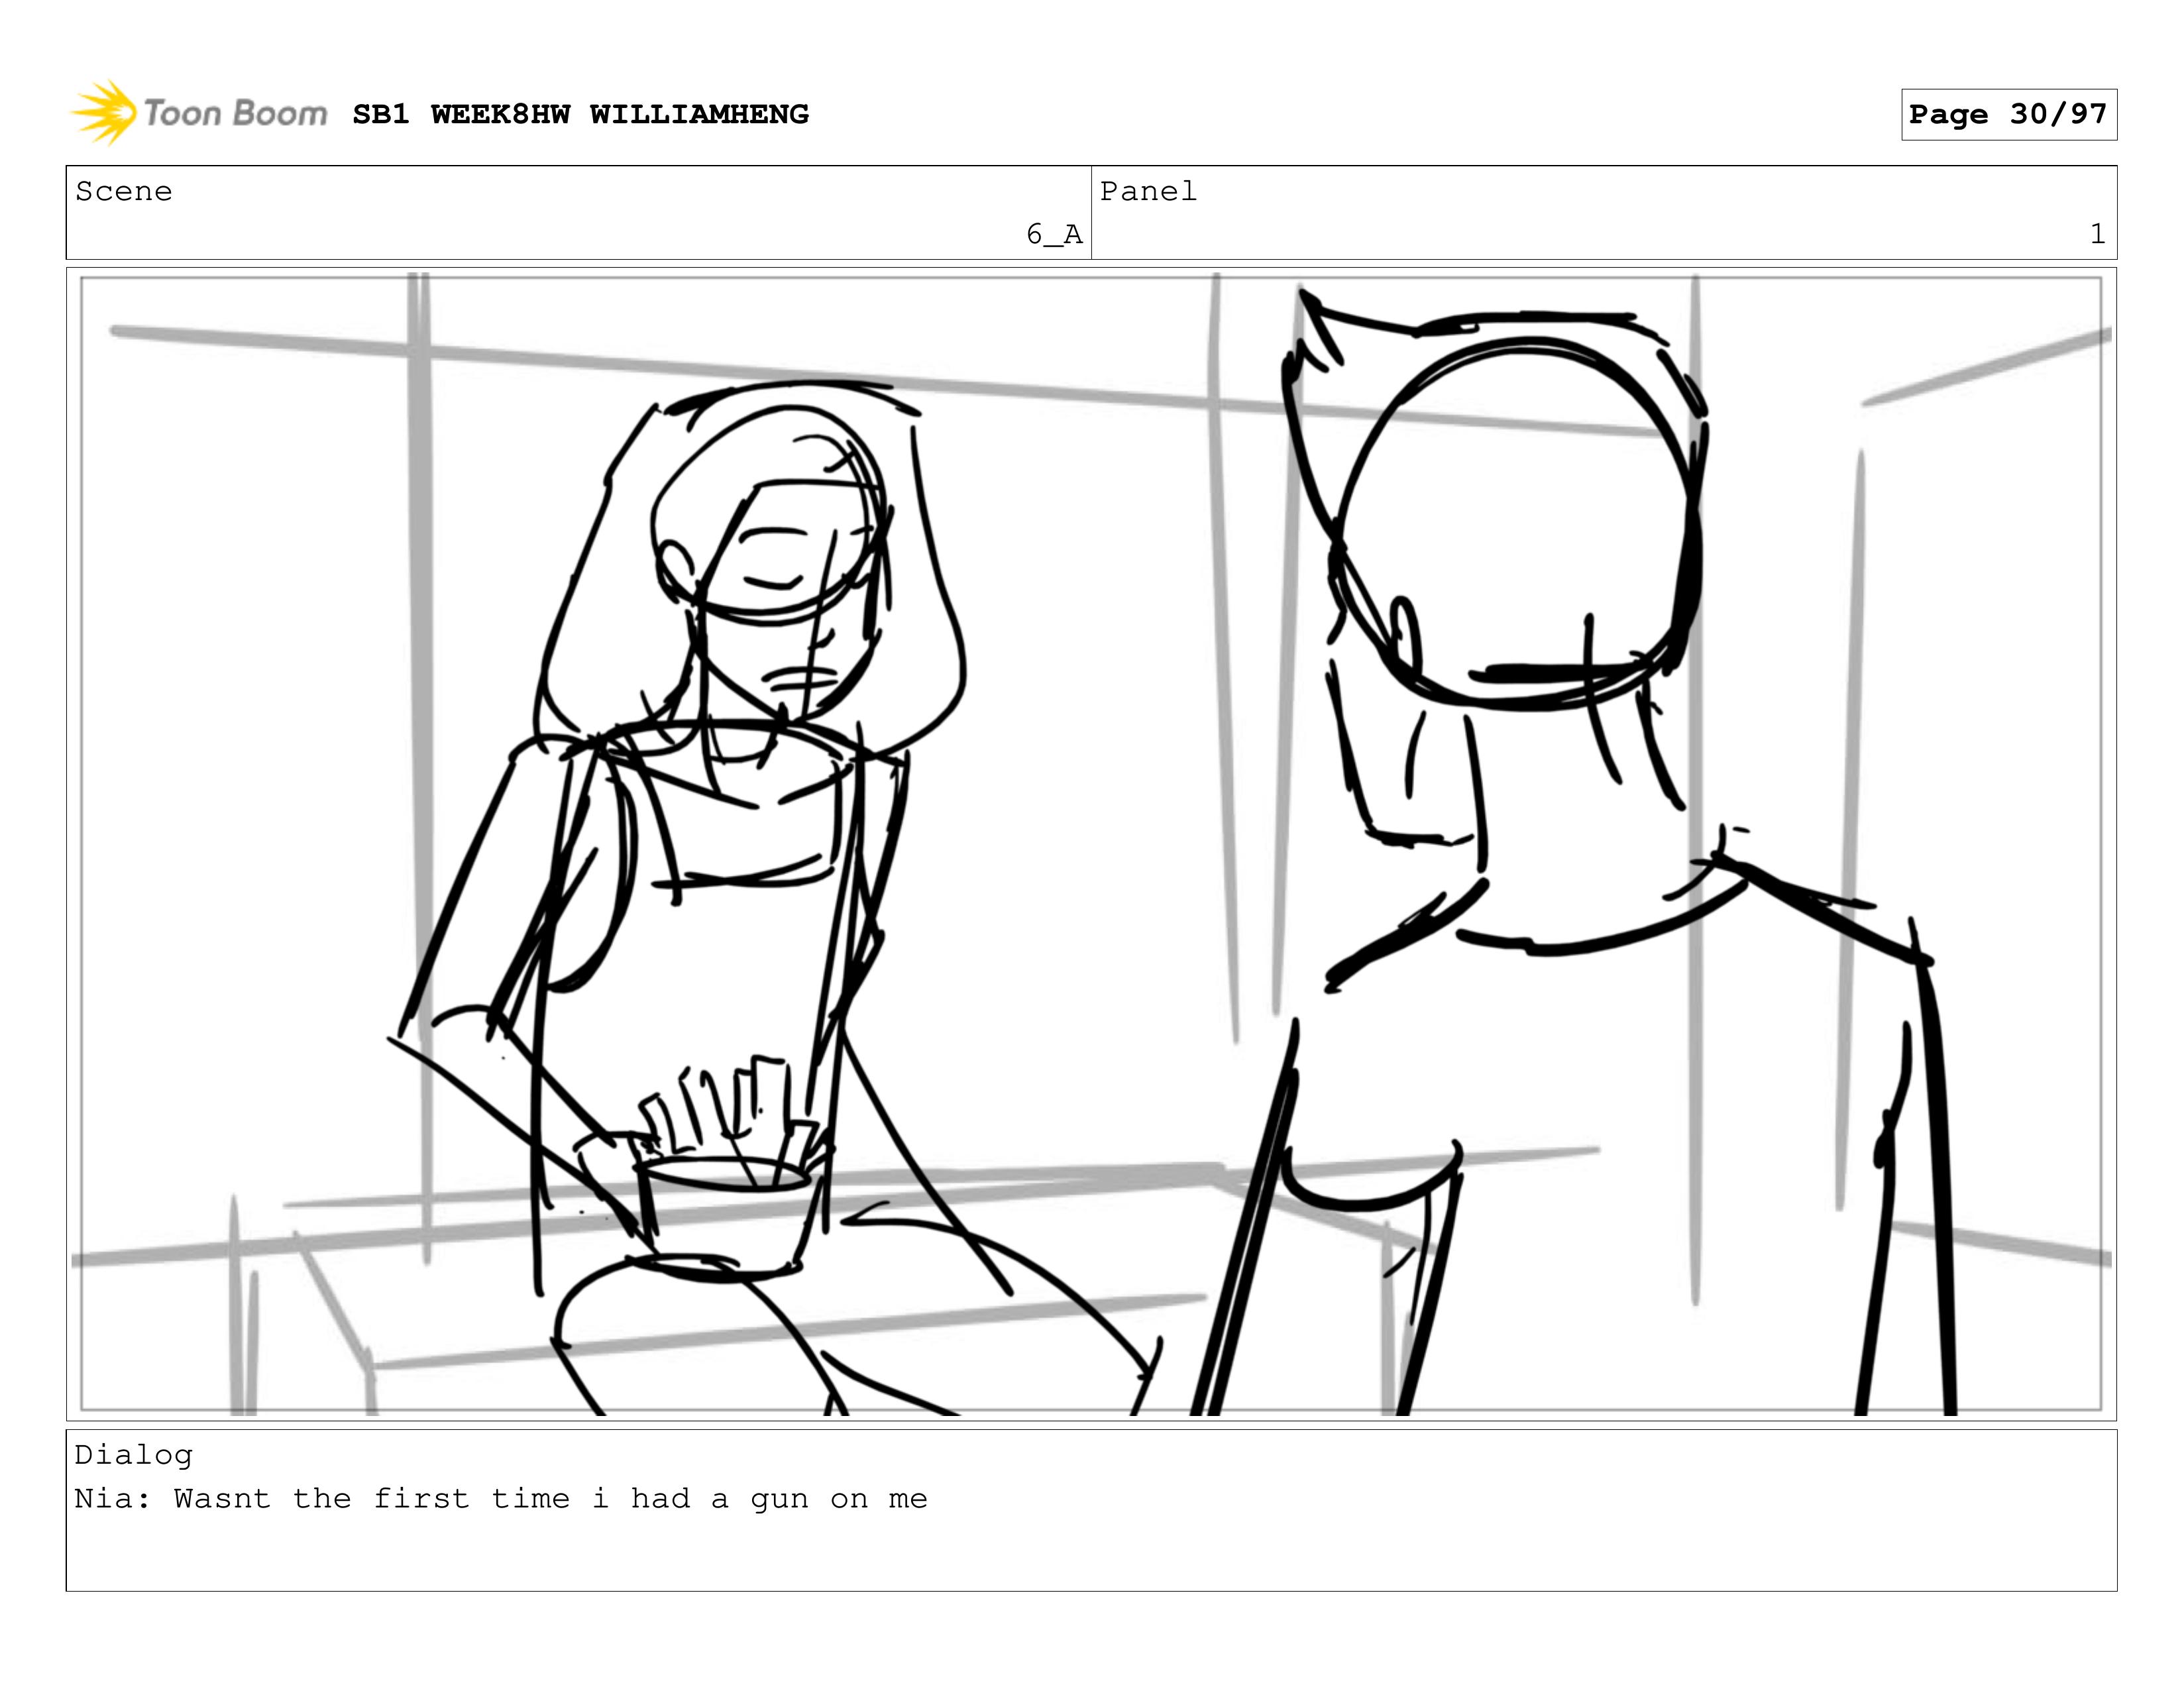 Toon Boom SB1 WEEK8HW WILLIAMHENG
Page 30/97
Scene
6_A
Panel
1
Dialog
Nia: Wasnt the first time i had a gun on me